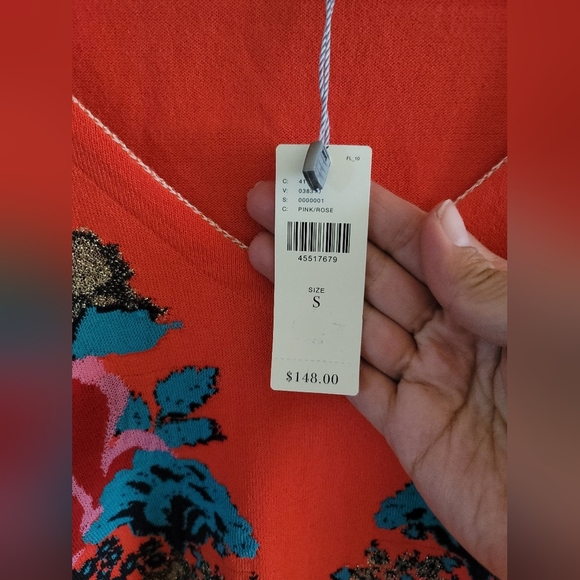 FL_16
C:
V:
S: 0000001
C: PINK/ROSE
45517679
SIZE
S
$148.00